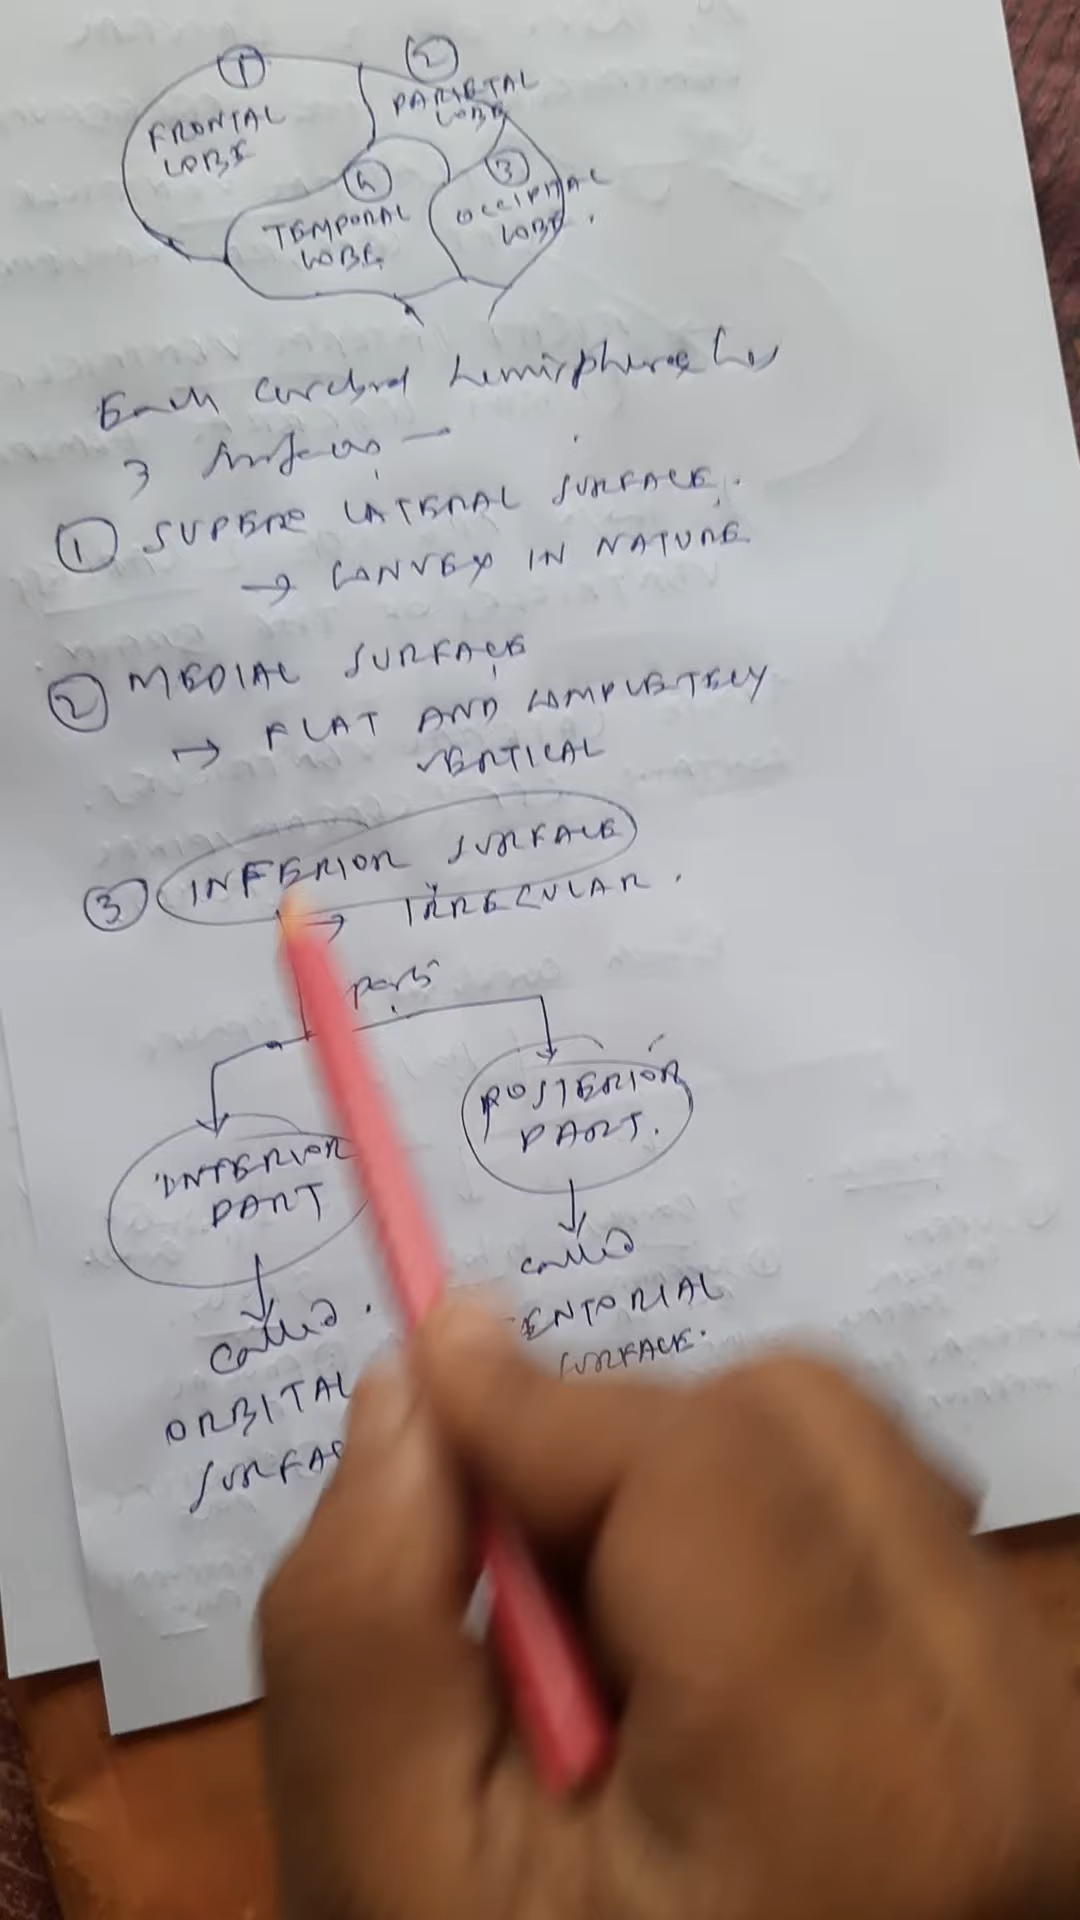 ①
②
FRONTAL
LOBE
PARIETAL
LOBE
③
OCCIPITAL
LOBE.
④
TEMPORAL
LOBE
Each cerebral hemisphere has
3 surfaces —
① SUPERO LATERAL SURFACE.
→ CONVEX IN NATURE
② MEDIAL SURFACE
→ FLAT AND COMPLETELY
VERTICAL
③ INFERIOR SURFACE
→ IRREGULAR.
parts
POSTERIOR
PART.
PART
called
called.
ENTORIAL
SURFACE.
ORBITAL
SURFA